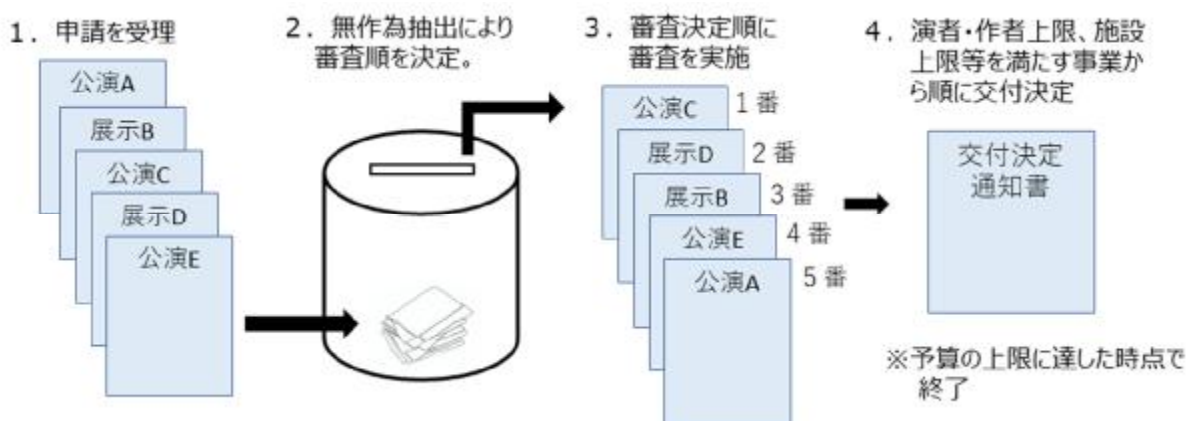 1．申請を受理
公演A
展示B
公演C
展示D
公演E
2．無作為抽出により
審査順を決定。
3．審査決定順に
審査を実施
公演C
1番
展示D
2番
展示B
3番
公演E
4番
公演A
5番
4．演者・作者上限、施設
上限等を満たす事業か
ら順に交付決定
交付決定
通知書
※予算の上限に達した時点で
終了